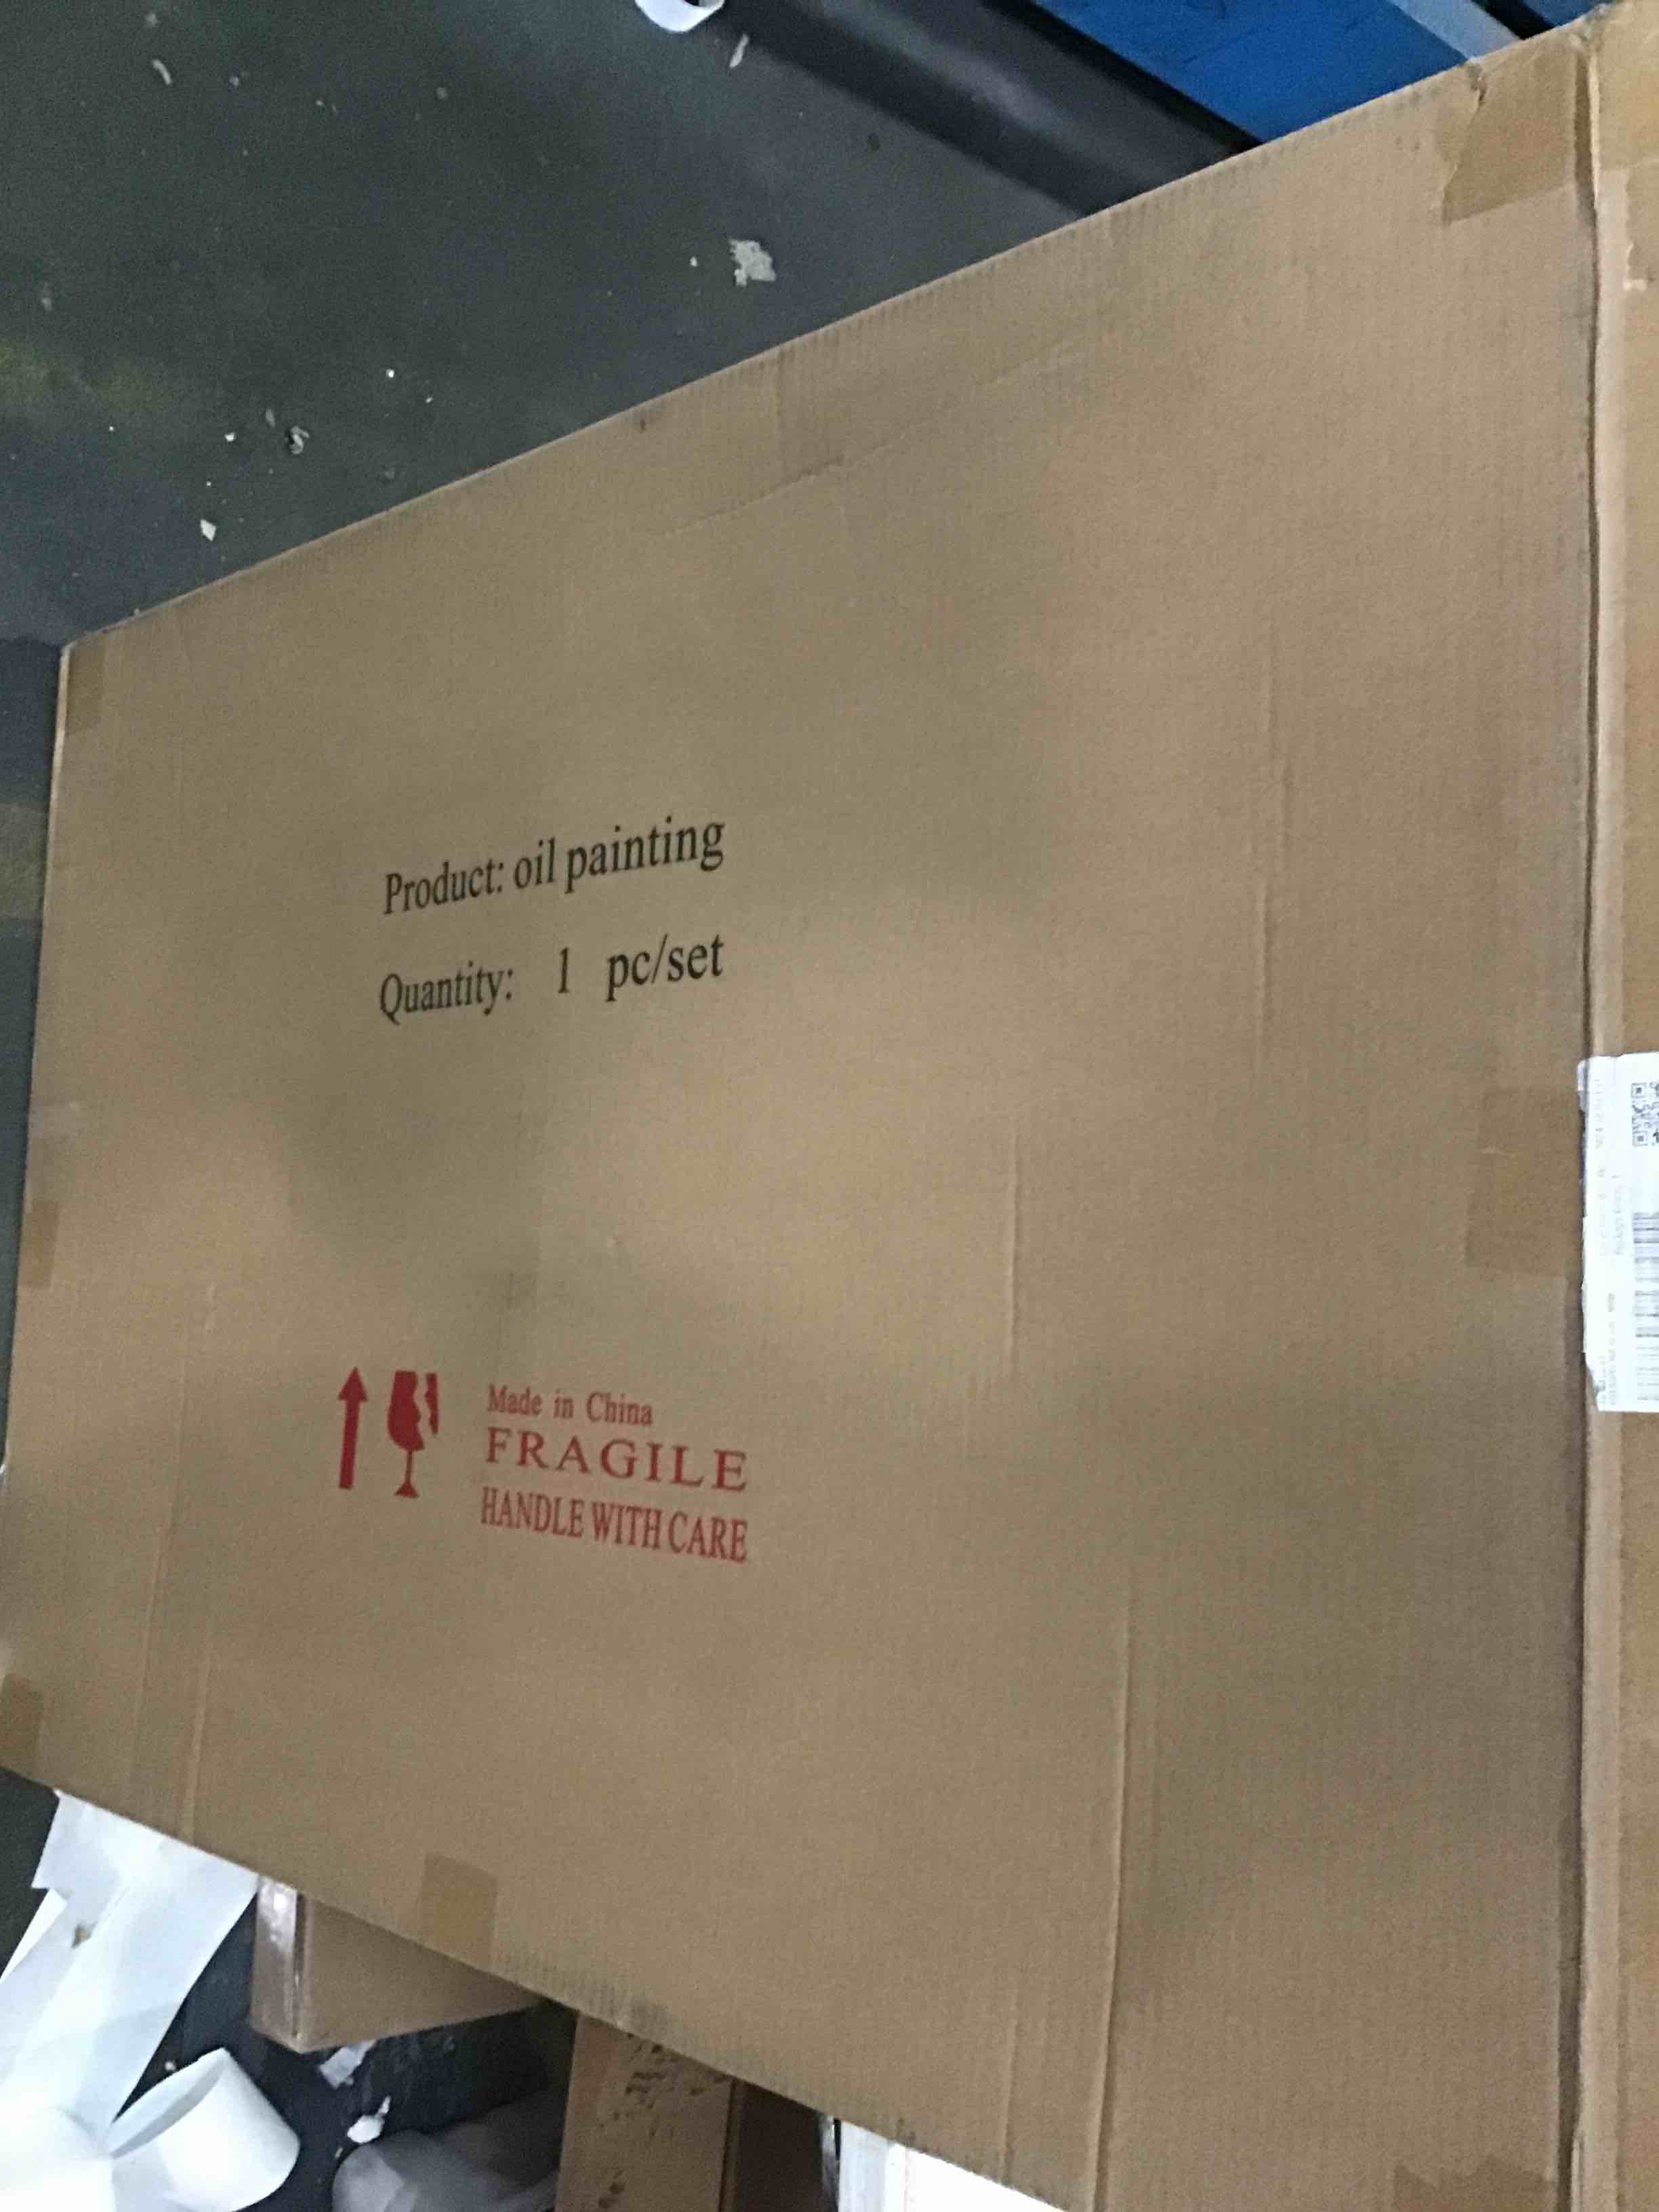 Product: oil painting
Quantity: 1 pc/set
Made in China
FRAGILE
HANDLE WITH CARE